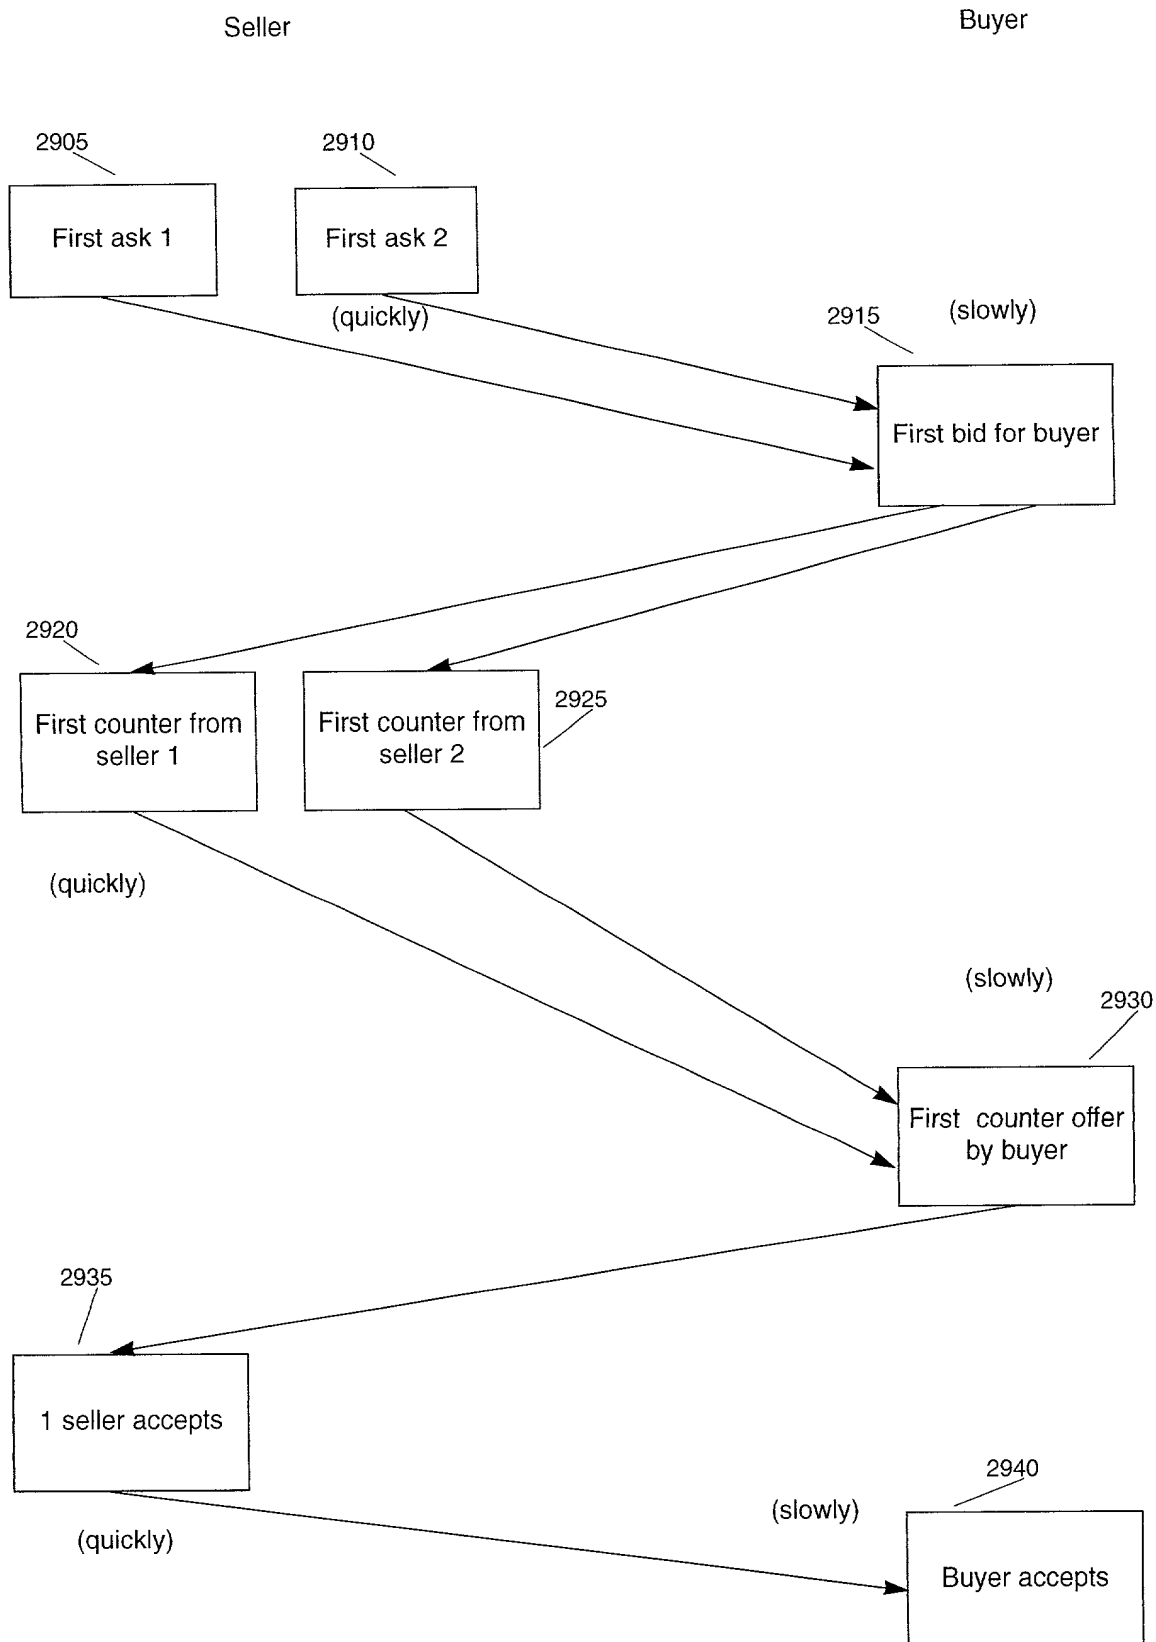 Seller
Buyer
2905
2910
First ask 1
First ask 2
(quickly)
2915
(slowly)
First bid for buyer
2920
2925
First counter from
seller 1
First counter from
seller 2
(quickly)
(slowly)
2930
First counter offer
by buyer
2935
1 seller accepts
(quickly)
2940
(slowly)
Buyer accepts